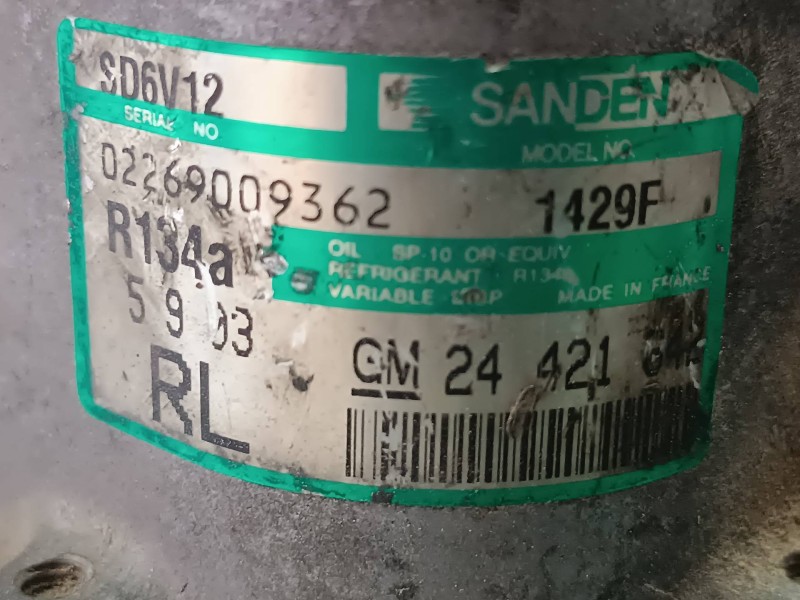 SD6V12 SANDEN
SERIAL NO MODEL NO.
02269009362 1429F
R134a
OIL SP-10 OR EQUIV
REFRIGERANT R134a
VARIABLE MADE IN FRANCE
5 9 03
GM 24 421
RL